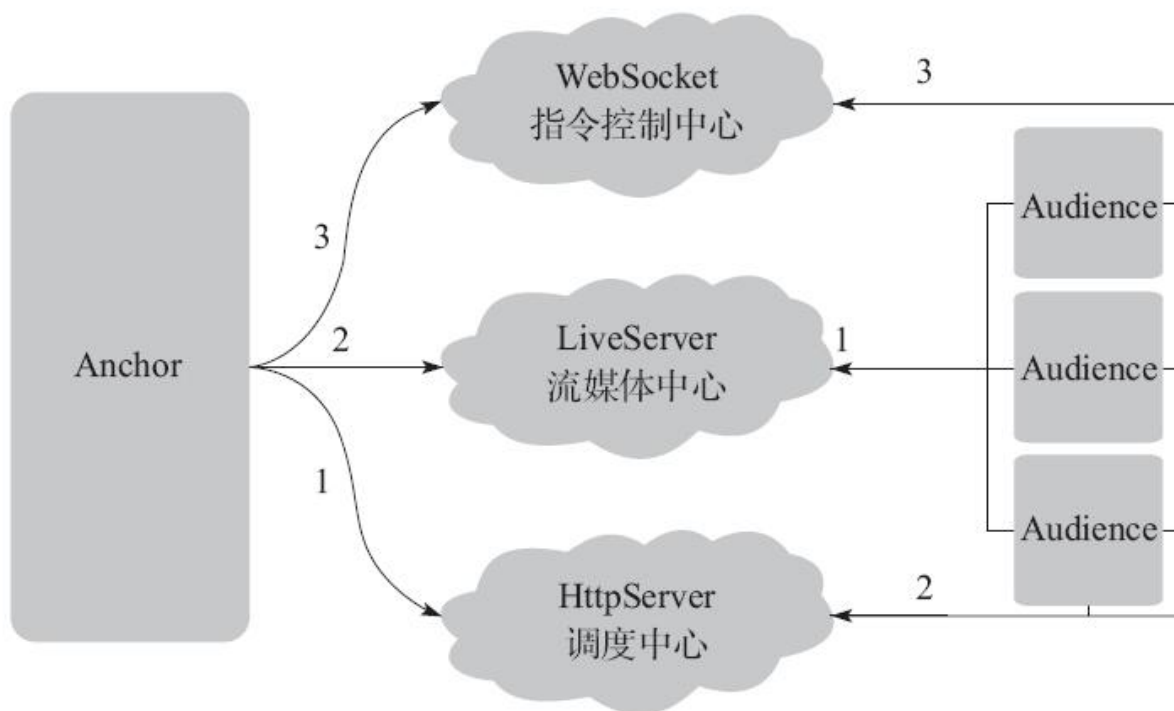 WebSocket
指令控制中心
3
Audience
3
LiveServer
流媒体中心
2
1
Anchor
Audience
1
Audience
HttpServer
调度中心
2